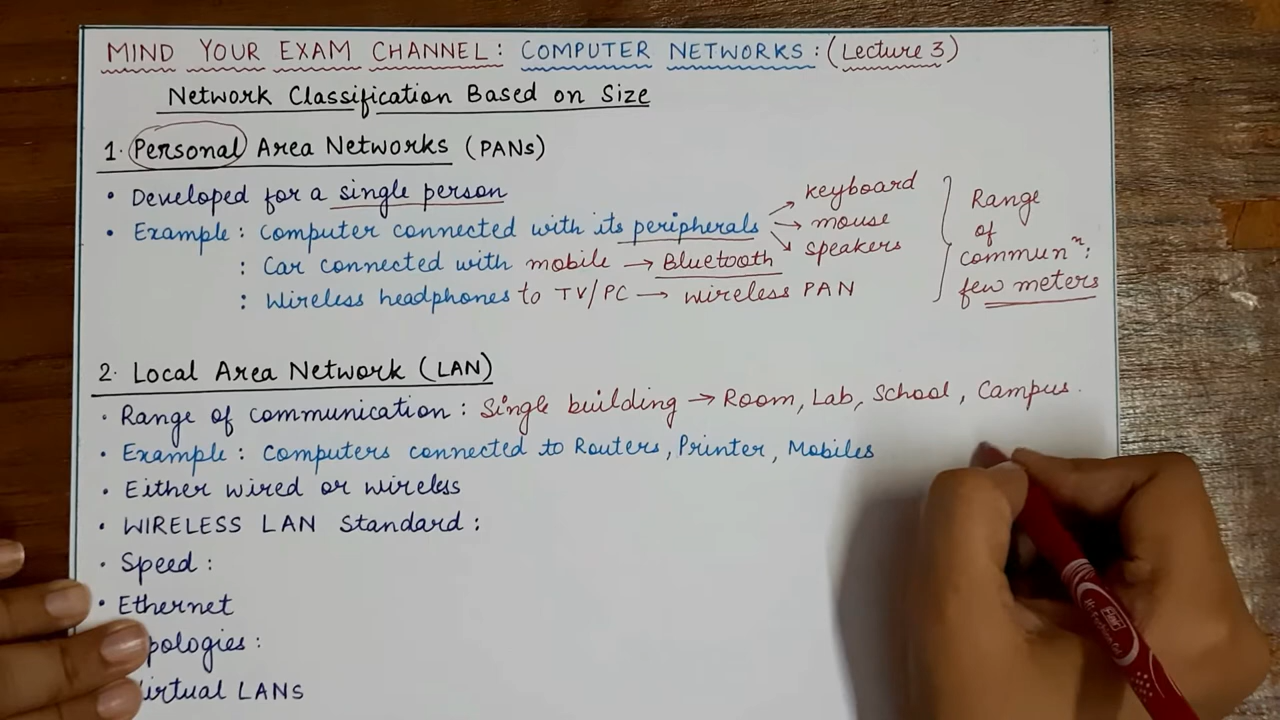 MIND YOUR EXAM CHANNEL: COMPUTER NETWORKS: (Lecture 3)
Network Classification Based on Size
1. Personal Area Networks (PANs)
• Developed for a single person
• Example: Computer connected with its peripherals → keyboard
→ mouse
→ speakers
: Car connected with mobile → Bluetooth
: Wireless headphones to TV/PC → wireless PAN
Range
of
communⁿ:
few meters
2. Local Area Network (LAN)
• Range of communication: Single building → Room, Lab, School, Campus.
• Example: Computers connected to Routers, Printer, Mobiles
• Either wired or wireless
• WIRELESS LAN Standard:
• Speed:
• Ethernet
pologies:
irtual LANs